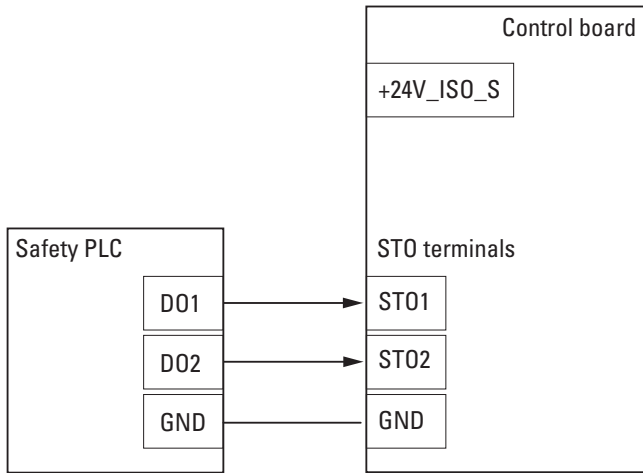 Control board
+24V_ISO_S
Safety PLC
STO terminals
DO1
STO1
DO2
STO2
GND
GND